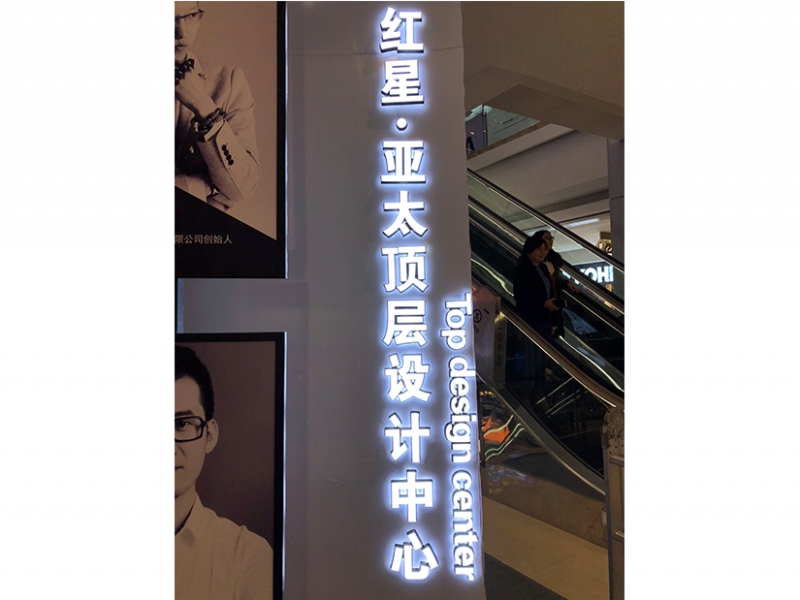 红星·亚太顶层设计中心
Top design center
限公司创始人